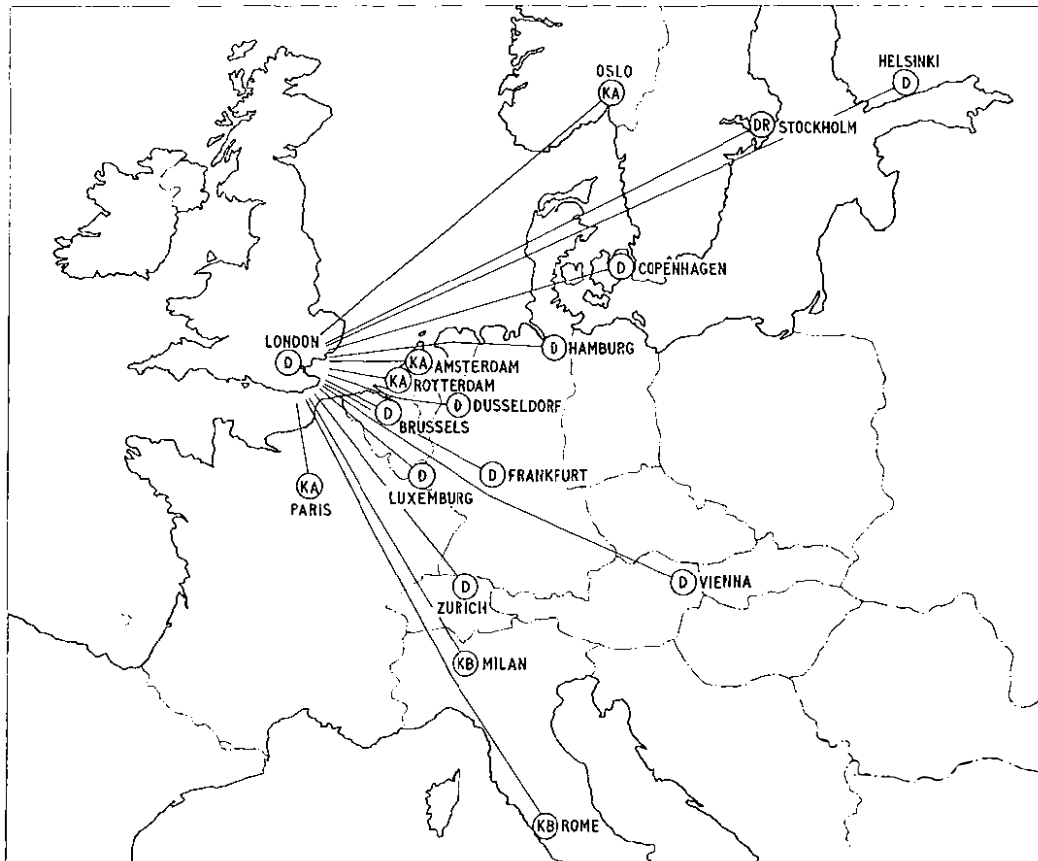 HELSINKI
D
OSLO
KA
DR STOCKHOLM
D COPENHAGEN
LONDON
D
D HAMBURG
KA AMSTERDAM
KA ROTTERDAM
D DUSSELDORF
D
BRUSSELS
D FRANKFURT
D
LUXEMBURG
KA
PARIS
D VIENNA
D
ZURICH
KB MILAN
KB ROME